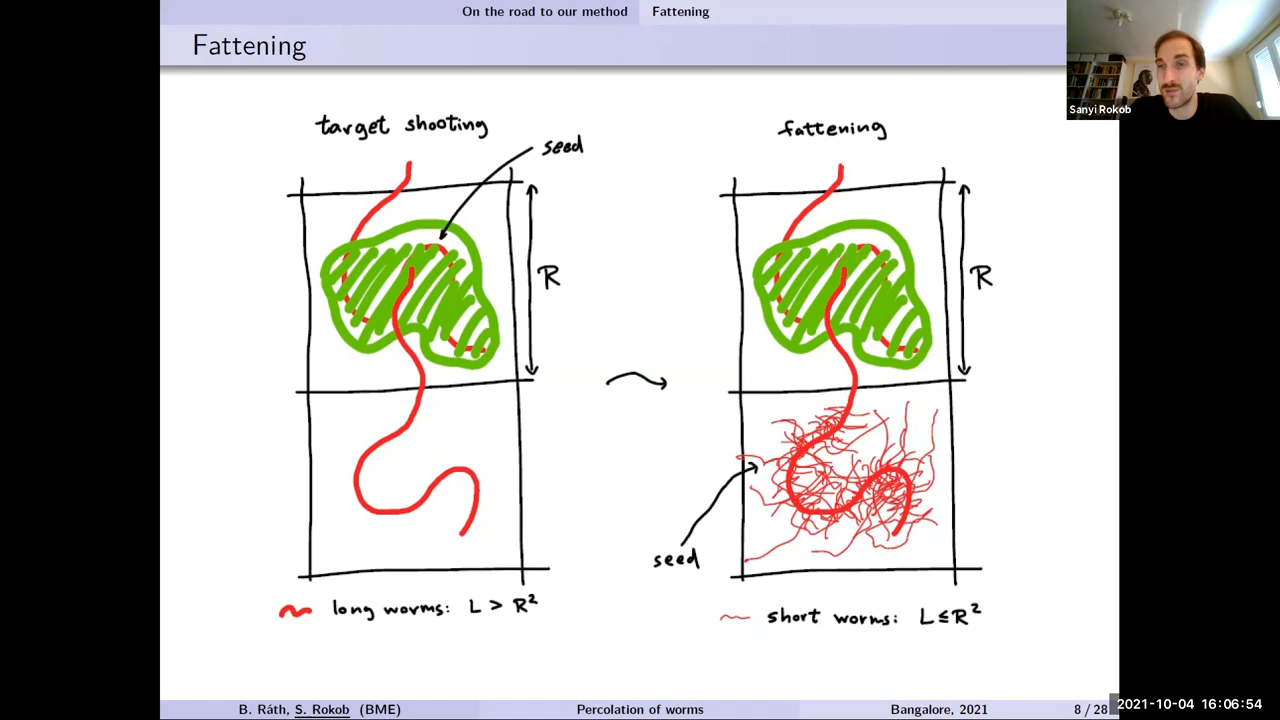 On the road to our method Fattening
Fattening
Sanyi Rokob
target shooting
seed
R
long worms: L > R²
fattening
R
seed
short worms: L ≤ R²
B. Ráth, S. Rokob (BME) Percolation of worms Bangalore, 2021 8 / 28
2021-10-04 16:06:54